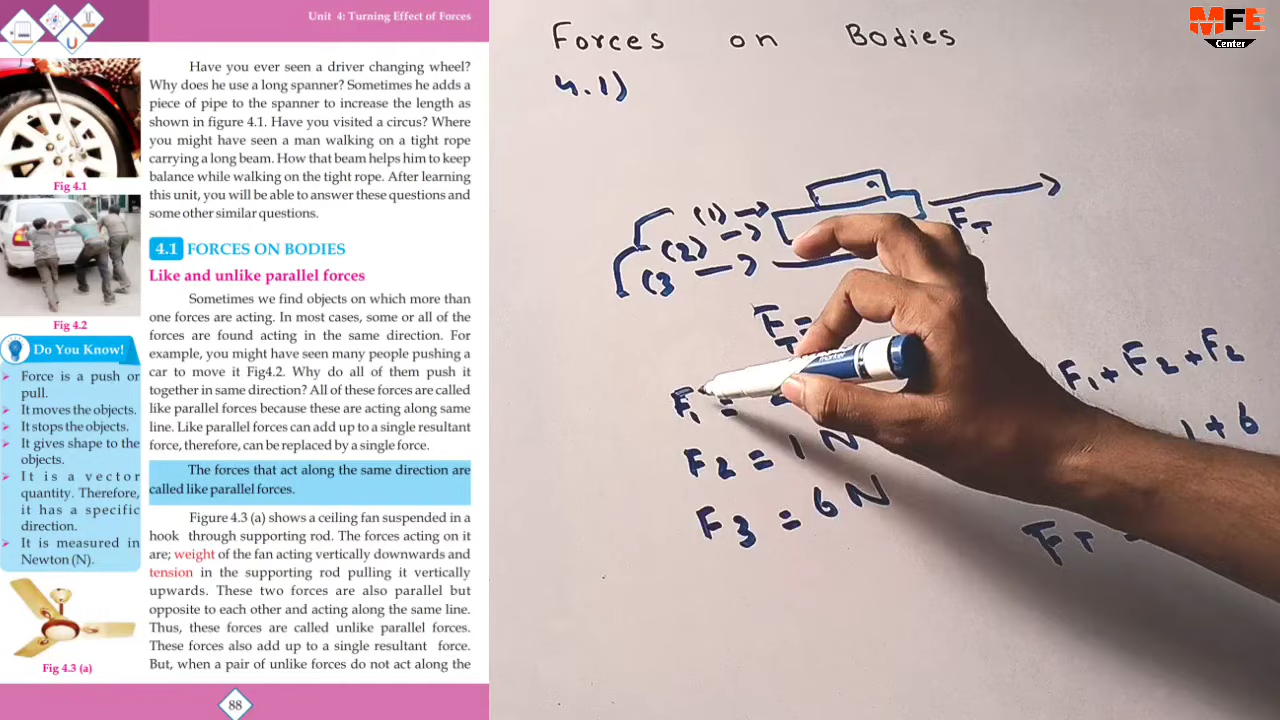 Unit 4: Turning Effect of Forces
Have you ever seen a driver changing wheel?
Why does he use a long spanner? Sometimes he adds a
piece of pipe to the spanner to increase the length as
shown in figure 4.1. Have you visited a circus? Where
you might have seen a man walking on a tight rope
carrying a long beam. How that beam helps him to keep
balance while walking on the tight rope. After learning
this unit, you will be able to answer these questions and
some other similar questions.
Fig 4.1
4.1 FORCES ON BODIES
Like and unlike parallel forces
Sometimes we find objects on which more than
one forces are acting. In most cases, some or all of the
forces are found acting in the same direction. For
example, you might have seen many people pushing a
car to move it Fig4.2. Why do all of them push it
together in same direction? All of these forces are called
like parallel forces because these are acting along same
line. Like parallel forces can add up to a single resultant
force, therefore, can be replaced by a single force.
Fig 4.2
Do You Know!
Force is a push or
pull.
It moves the objects.
It stops the objects.
It gives shape to the
objects.
It is a vector
quantity. Therefore,
it has a specific
direction.
It is measured in
Newton (N).
The forces that act along the same direction are
called like parallel forces.
Figure 4.3 (a) shows a ceiling fan suspended in a
hook through supporting rod. The forces acting on it
are; weight of the fan acting vertically downwards and
tension in the supporting rod pulling it vertically
upwards. These two forces are also parallel but
opposite to each other and acting along the same line.
Thus, these forces are called unlike parallel forces.
These forces also add up to a single resultant force.
But, when a pair of unlike forces do not act along the
Fig 4.3 (a)
88
MFE
Center
Forces on Bodies
4.1)
(1)
(2)
(3
FT
FT =
F1 =
F2 = 1 N
F3 = 6 N
F1 + F2 + F2
1 + 6
FT =